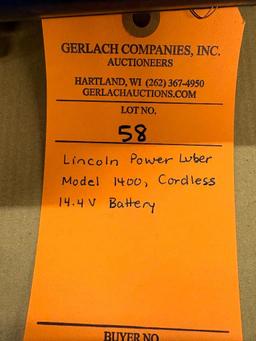 GERLACH COMPANIES, INC.
AUCTIONEERS
HARTLAND, WI (262) 367-4950
GERLACHAUCTIONS.COM
LOT NO.
58
Lincoln Power Luber
Model 1400, Cordless
14.4V Battery
BUYER NO.